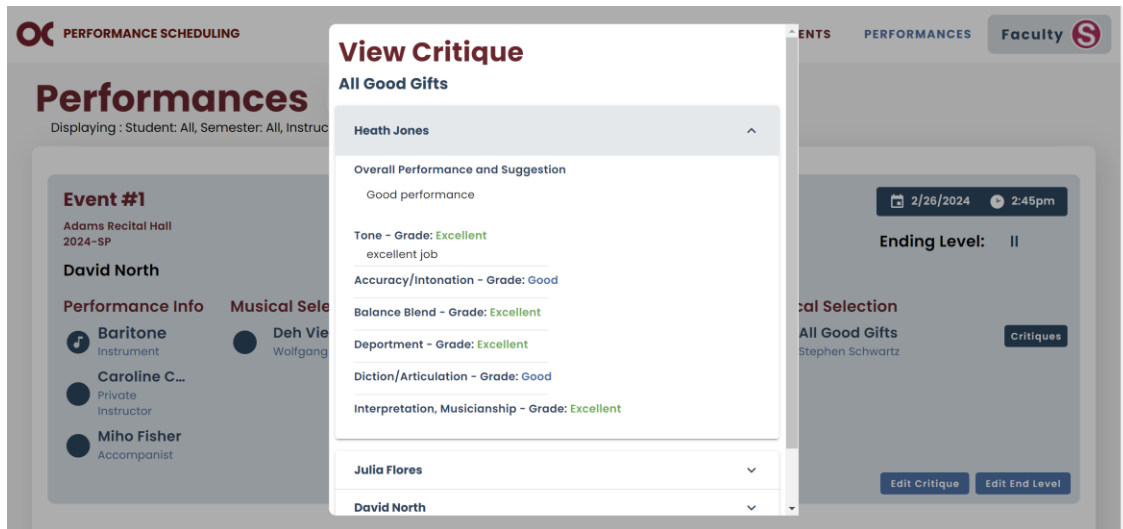 OC PERFORMANCE SCHEDULING
ENTS PERFORMANCES Faculty S
Performances
Displaying : Student: All, Semester: All, Instruc
View Critique
All Good Gifts
Heath Jones
Overall Performance and Suggestion
Good performance
Tone - Grade: Excellent
excellent job
Accuracy/Intonation - Grade: Good
Balance Blend - Grade: Excellent
Deportment - Grade: Excellent
Diction/Articulation - Grade: Good
Interpretation, Musicianship - Grade: Excellent
Julia Flores
David North
Event #1
Adams Recital Hall
2024-SP
David North
2/26/2024 2:45pm
Ending Level: II
Performance Info
Baritone
Instrument
Caroline C...
Private
Instructor
Miho Fisher
Accompanist
Musical Sele
Deh Vie
Wolfgang
cal Selection
All Good Gifts
Stephen Schwartz
Critiques
Edit Critique Edit End Level